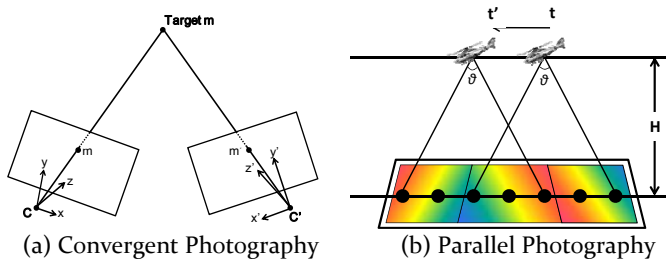 Target m
m
m'
y
z
x
C
y'
z'
x'
C'
(a) Convergent Photography
t' t
ϑ ϑ
H
(b) Parallel Photography